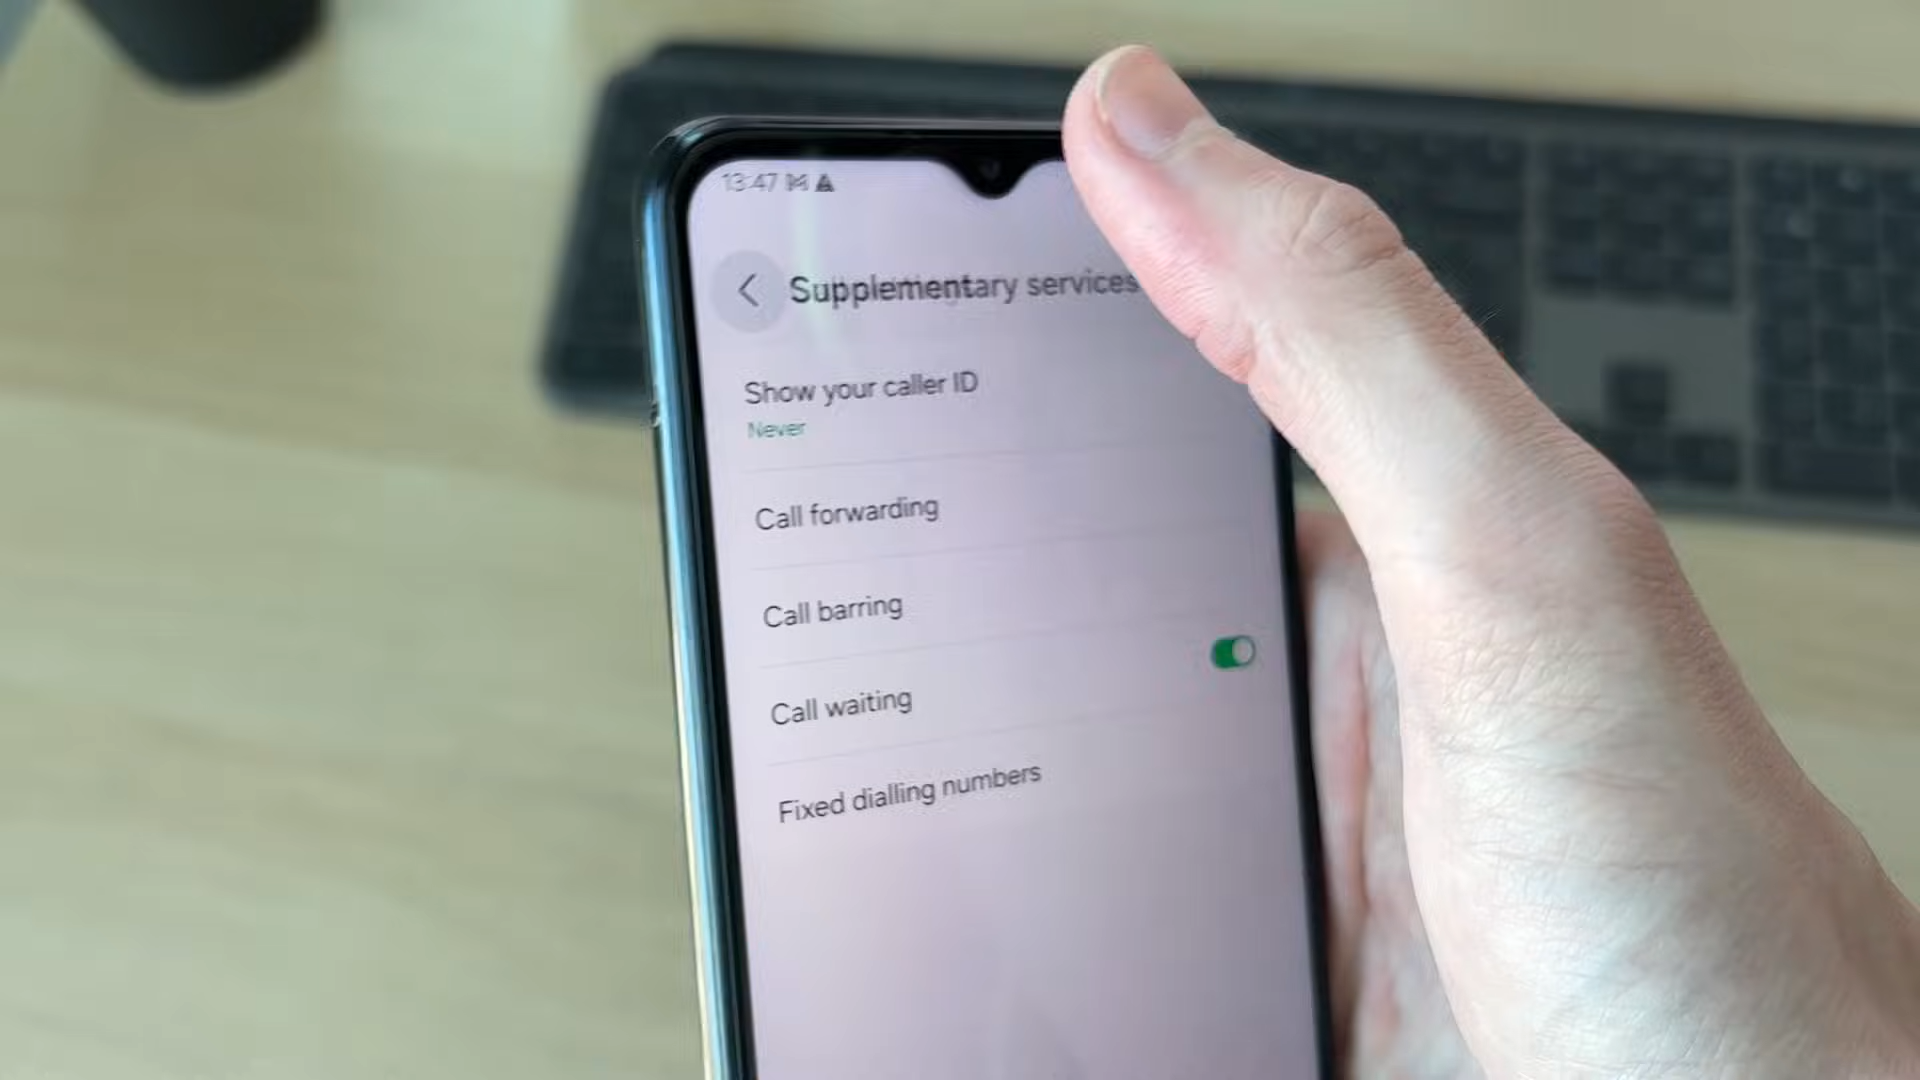 13:47
Supplementary services
Show your caller ID
Never
Call forwarding
Call barring
Call waiting
Fixed dialling numbers